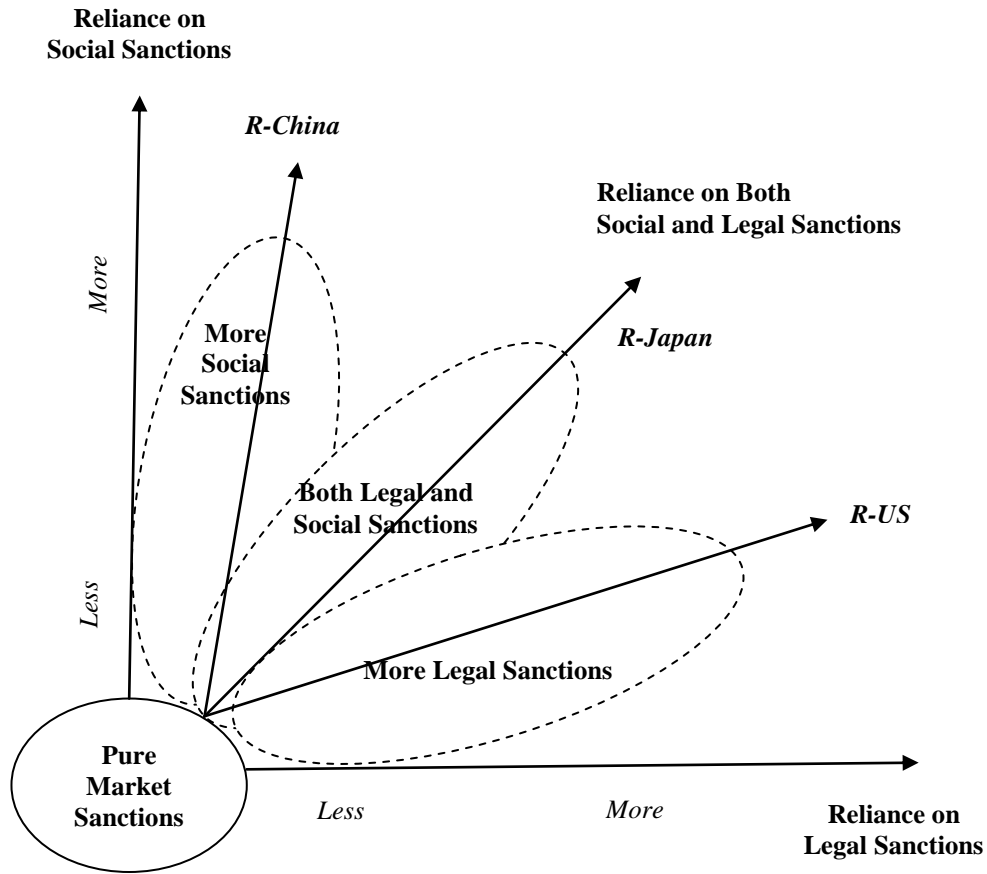 Reliance on
Social Sanctions
R-China
Reliance on Both
Social and Legal Sanctions
More
More
Social
Sanctions
R-Japan
Both Legal and
Social Sanctions
R-US
Less
More Legal Sanctions
Pure
Market
Sanctions
Less
More
Reliance on
Legal Sanctions